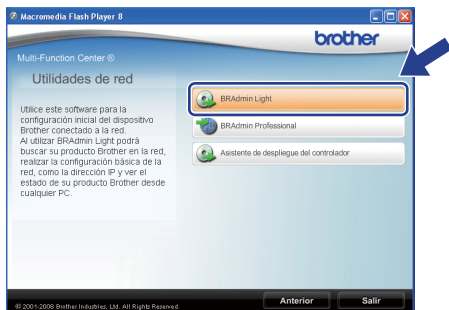 Macromedia Flash Player 8
brother
Multi-Function Center ®
Utilidades de red
Utilice este software para la
configuración inicial del dispositivo
Brother conectado a la red.
Al utilizar BRAdmin Light podrá
buscar su producto Brother en la red,
realizar la configuración básica de la
red, como la dirección IP y ver el
estado de su producto Brother desde
cualquier PC.
BRAdmin Light
BRAdmin Professional
Asistente de despliegue del controlador
© 2001-2008 Brother Industries, Ltd. All Rights Reserved.
Anterior
Salir